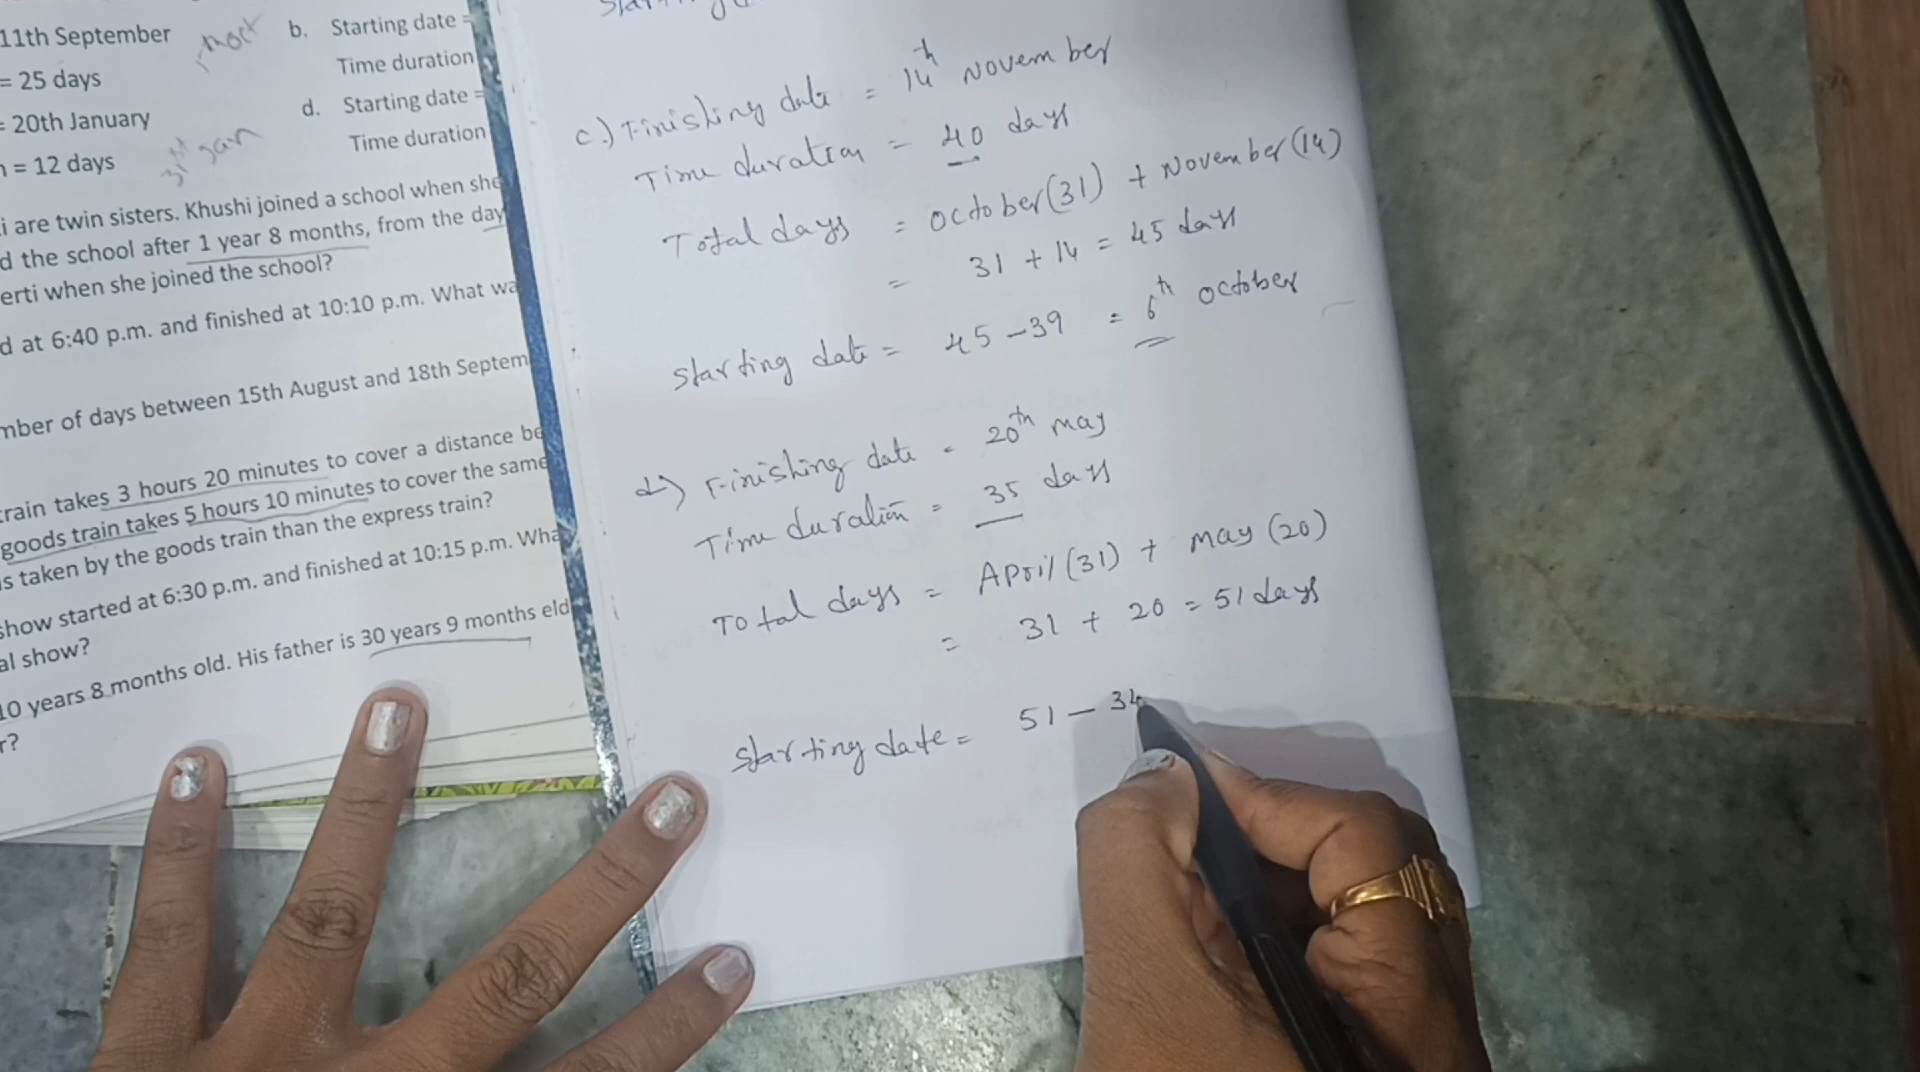 11th September
= 25 days
= 20th January
= 12 days
b. Starting date =
Time duration
d. Starting date =
Time duration
i are twin sisters. Khushi joined a school when she
d the school after 1 year 8 months, from the day
erti when she joined the school?
d at 6:40 p.m. and finished at 10:10 p.m. What wa
mber of days between 15th August and 18th Septem
train takes 3 hours 20 minutes to cover a distance be
goods train takes 5 hours 10 minutes to cover the same
s taken by the goods train than the express train?
show started at 6:30 p.m. and finished at 10:15 p.m. Wha
al show?
10 years 8 months old. His father is 30 years 9 months eld
r?
31st Jan
c.) Finishing date = 14th November
Time duration = 40 days
Total days = October(31) + November(14)
= 31 + 14 = 45 days
Starting date = 45 - 39 = 6th October
d) Finishing date = 20th may
Time duration = 35 days
Total days = April (31) + may (20)
= 31 + 20 = 51 days
Starting date = 51 - 34